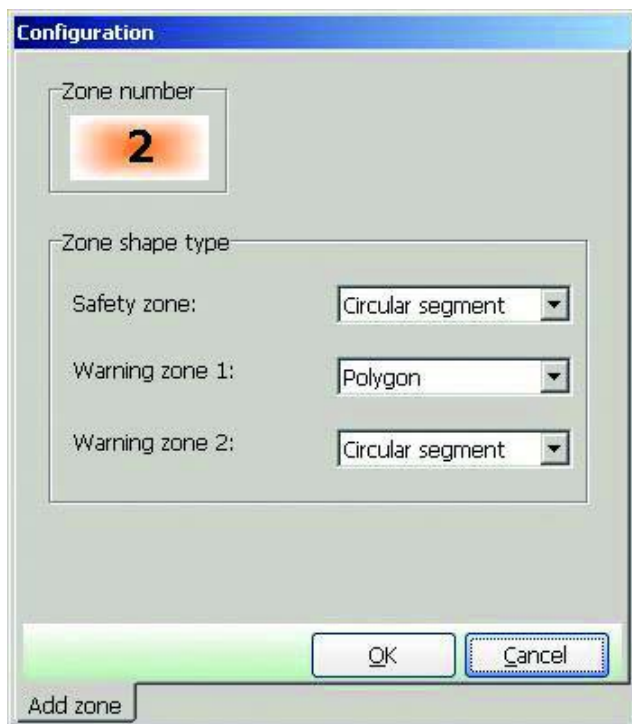 Configuration
Zone number
2
Zone shape type
Safety zone: Circular segment
Warning zone 1: Polygon
Warning zone 2: Circular segment
OK Cancel
Add zone